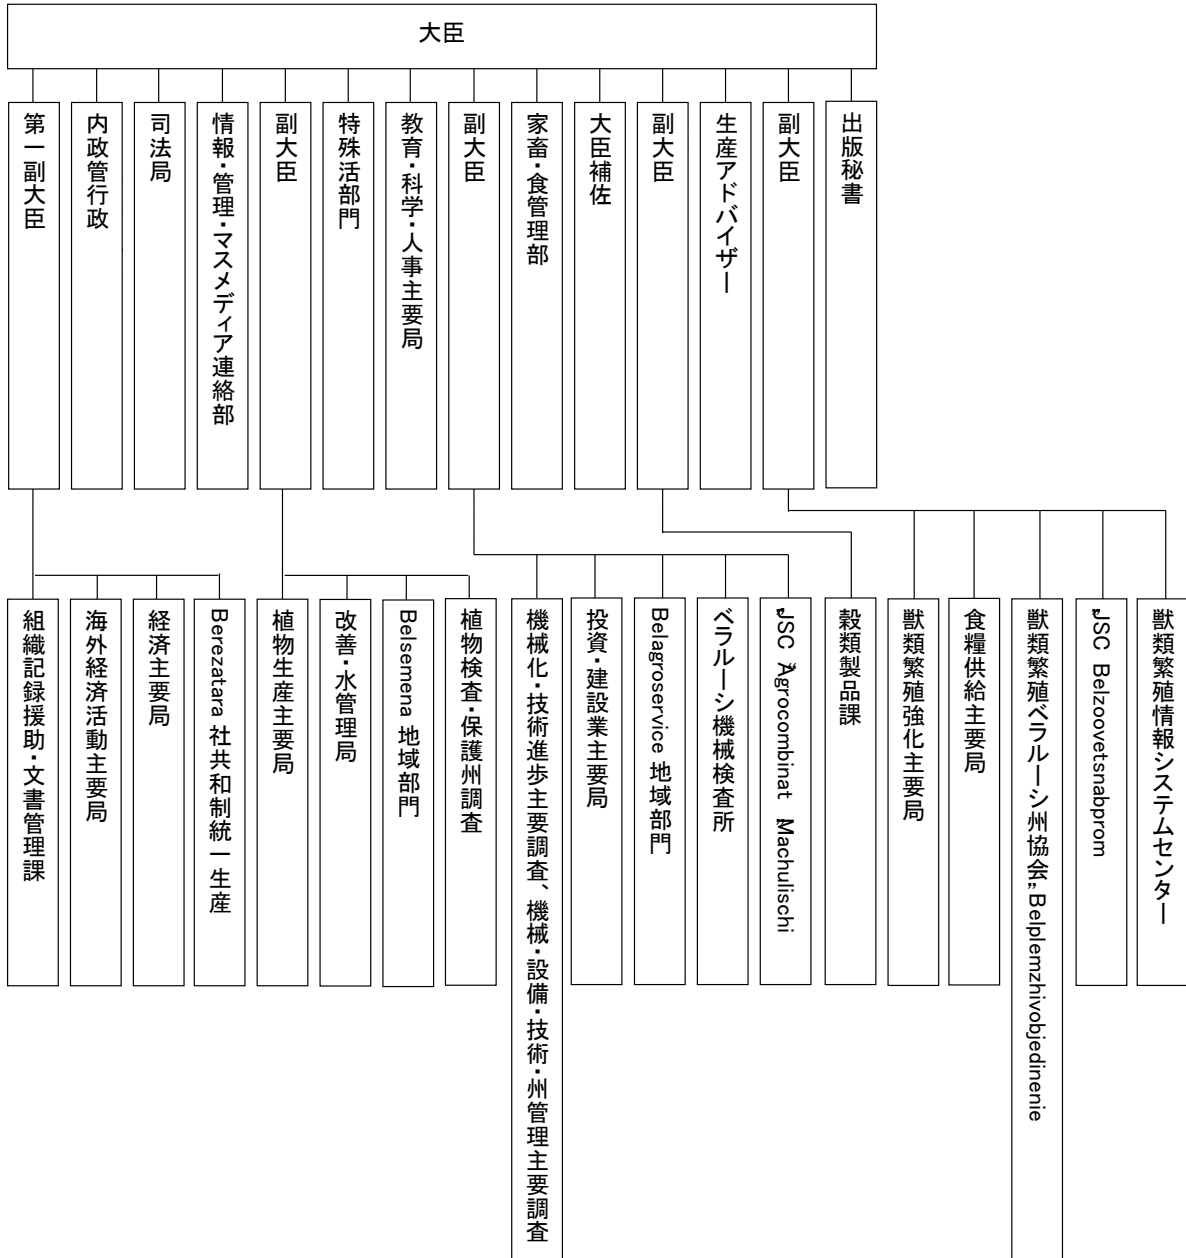 大臣
第一副大臣
内政管行政
司法局
情報・管理・マスメディア連絡部
副大臣
特殊活部門
教育・科学・人事主要局
副大臣
家畜・食管理部
大臣補佐
副大臣
生産アドバイザー
副大臣
出版秘書
組織記録援助・文書管理課
海外経済活動主要局
経済主要局
Berezatara 社共和制統一生産
植物生産主要局
改善・水管理局
Belsemena 地域部門
植物検査・保護州調査
機械化・技術進歩主要調査、機械・設備・技術・州管理主要調査
投資・建設業主要局
Belagroservice 地域部門
ベラルーシ機械検査所
"JSC "Agrocombinat "Machulischi
穀類製品課
獣類繁殖強化主要局
食糧供給主要局
獣類繁殖ベラルーシ州協会"Belplemzhivobjedinenie
"JSC Belzoovetsnabprom
獣類繁殖情報システムセンター